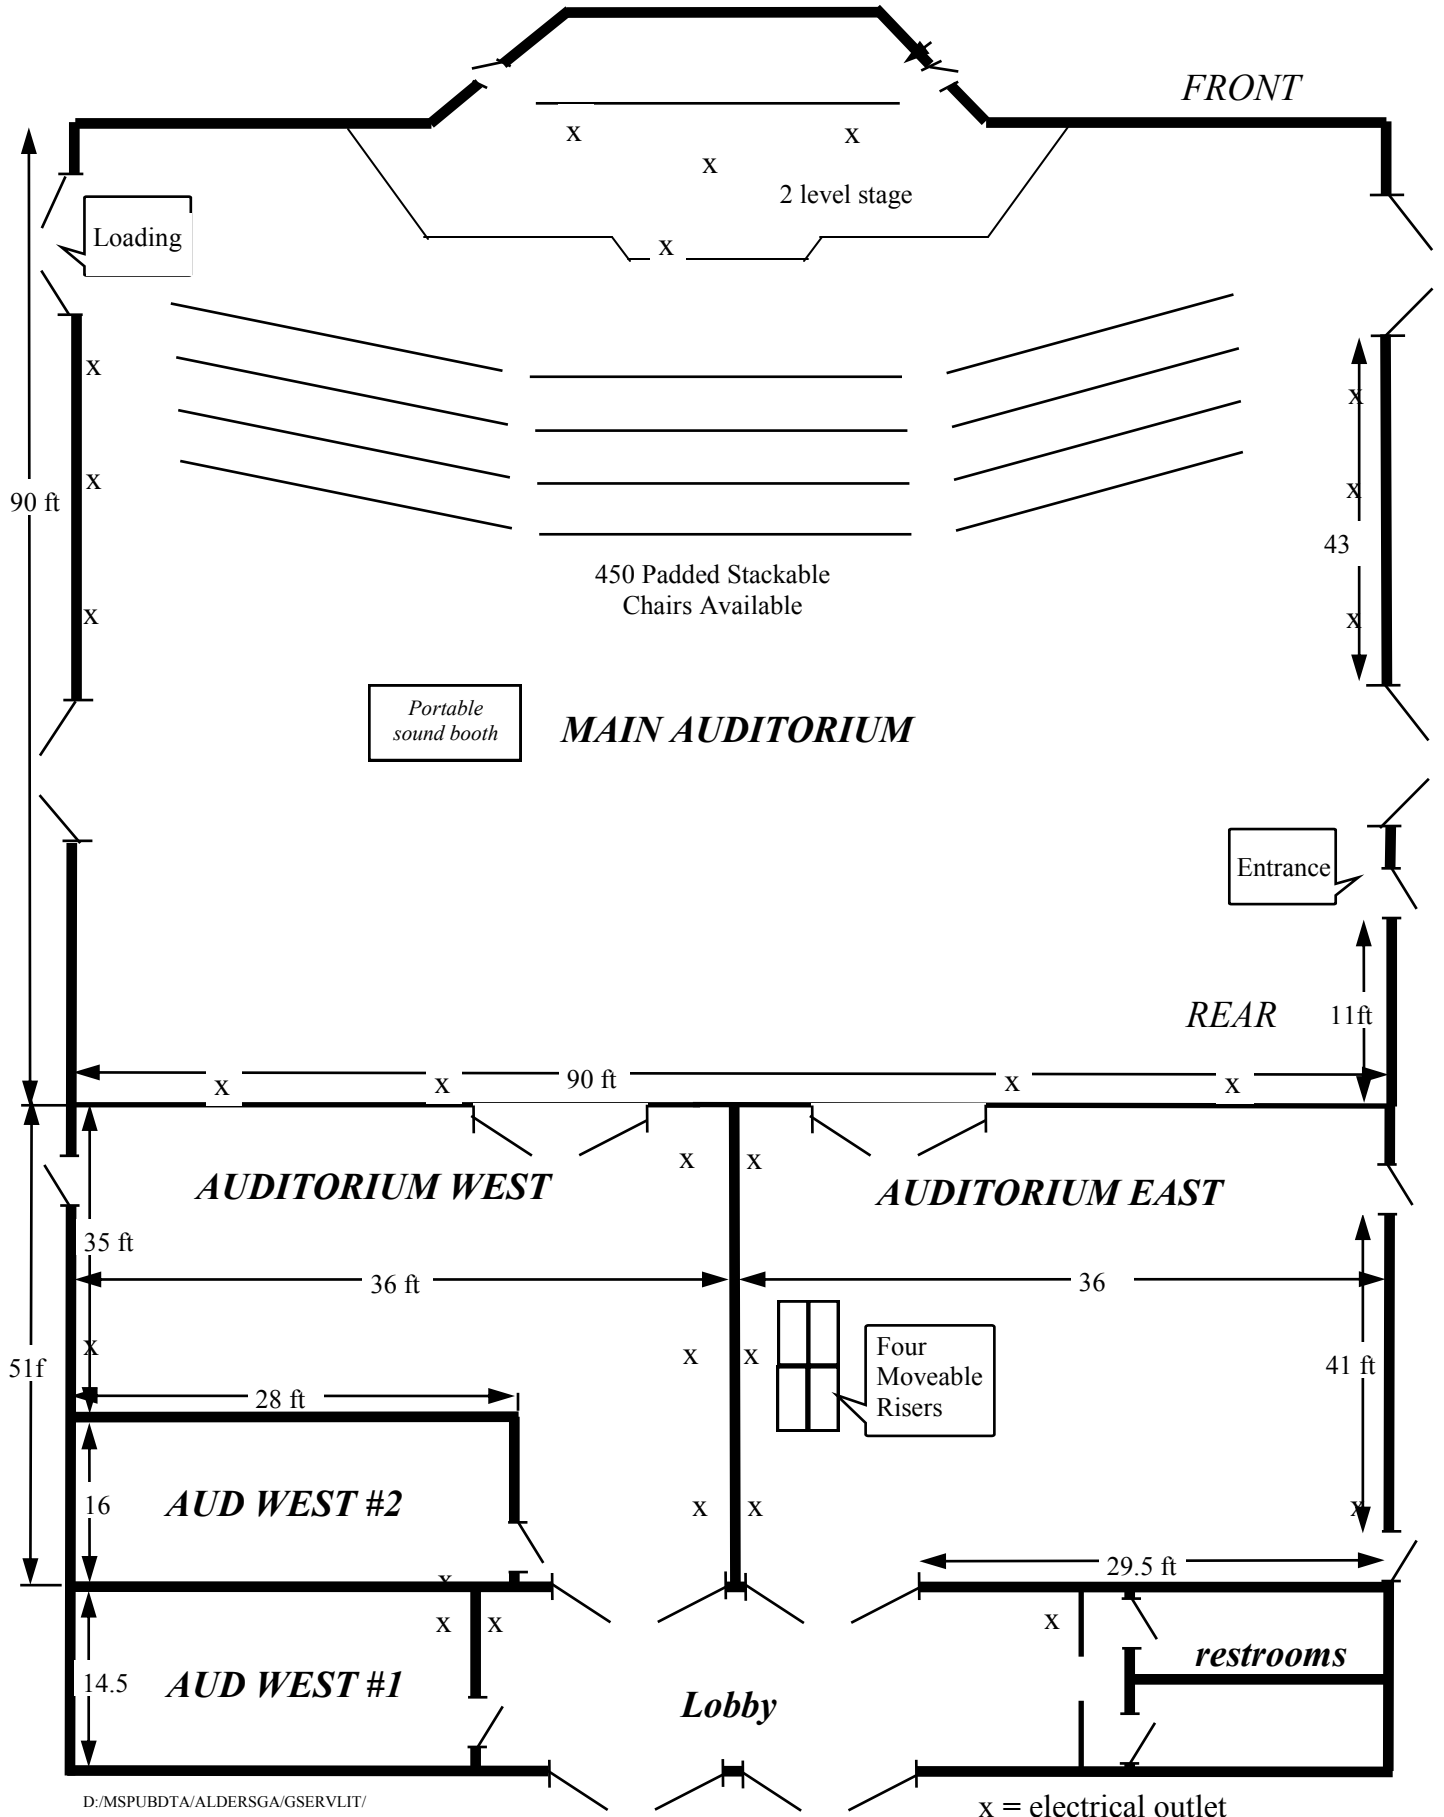 FRONT
x
x
x
2 level stage
x
Loading
x
x
90 ft
x
x
43
x
x
450 Padded Stackable
Chairs Available
Portable
sound booth
MAIN AUDITORIUM
Entrance
REAR
11ft
90 ft
x
x
x
x
x
x
AUDITORIUM WEST
AUDITORIUM EAST
35 ft
36 ft
36
x
51f
x
x
Four
Moveable
Risers
41 ft
28 ft
16
AUD WEST #2
x
x
x
29.5 ft
x
x
x
x
14.5
AUD WEST #1
Lobby
restrooms
D:/MSPUBDTA/ALDERSGA/GSERVLIT/
x = electrical outlet